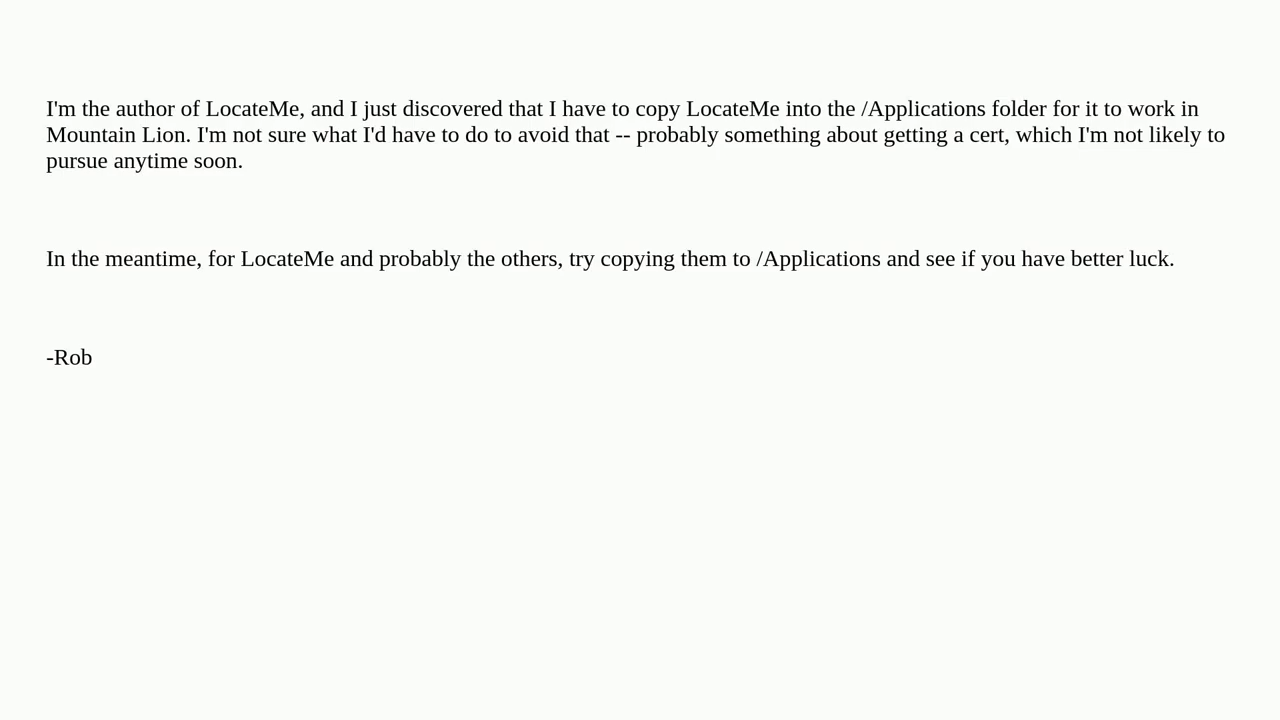 I'm the author of LocateMe, and I just discovered that I have to copy LocateMe into the /Applications folder for it to work in
Mountain Lion. I'm not sure what I'd have to do to avoid that -- probably something about getting a cert, which I'm not likely to
pursue anytime soon.
In the meantime, for LocateMe and probably the others, try copying them to /Applications and see if you have better luck.
-Rob